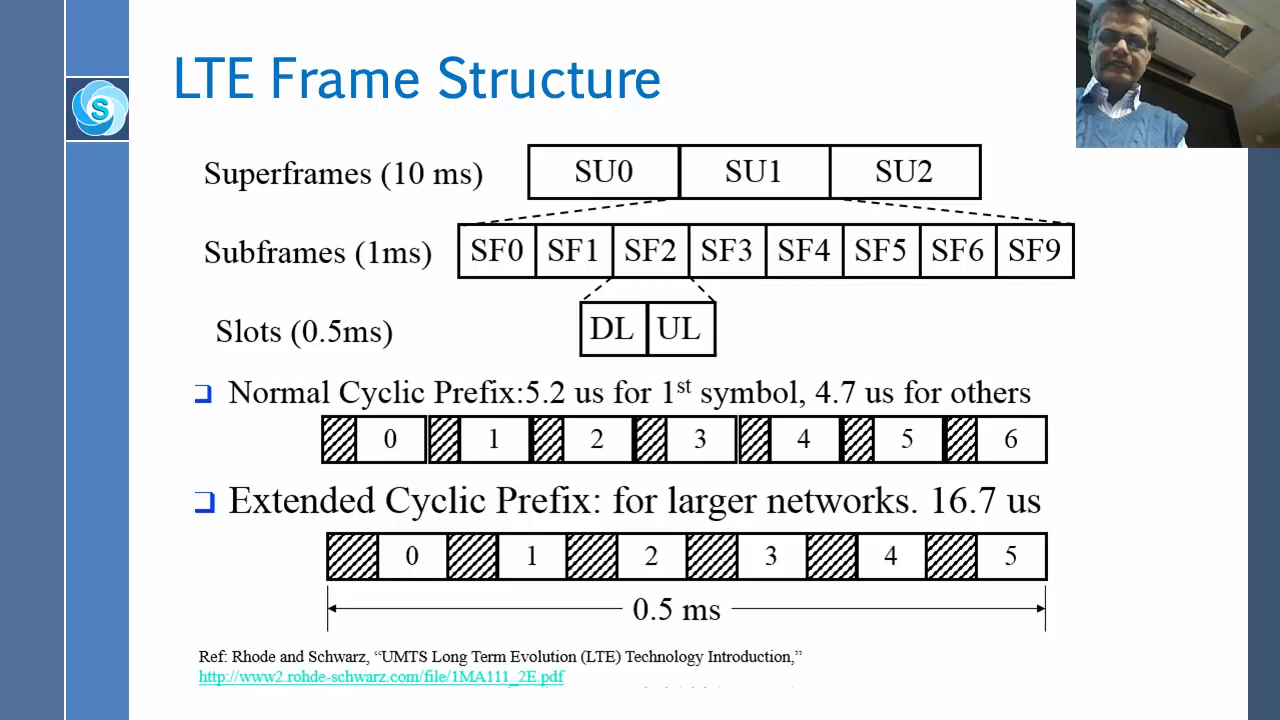 LTE Frame Structure
S
Superframes (10 ms) SU0 SU1 SU2
Subframes (1ms) SF0 SF1 SF2 SF3 SF4 SF5 SF6 SF9
Slots (0.5ms) DL UL
Normal Cyclic Prefix:5.2 us for 1st symbol, 4.7 us for others
0 1 2 3 4 5 6
Extended Cyclic Prefix: for larger networks. 16.7 us
0 1 2 3 4 5
0.5 ms
Ref: Rhode and Schwarz, “UMTS Long Term Evolution (LTE) Technology Introduction,”
http://www2.rohde-schwarz.com/file/1MA111_2E.pdf